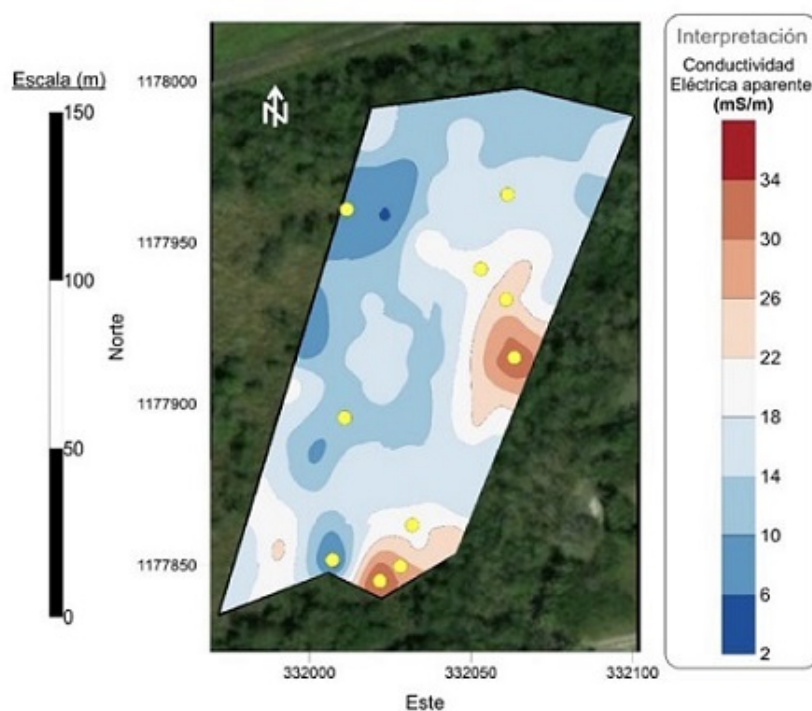 Escala (m)
150
100
50
0
Norte
1178000
1177950
1177900
1177850
N
332000
332050
332100
Este
Interpretación
Conductividad
Eléctrica aparente
(mS/m)
34
30
26
22
18
14
10
6
2